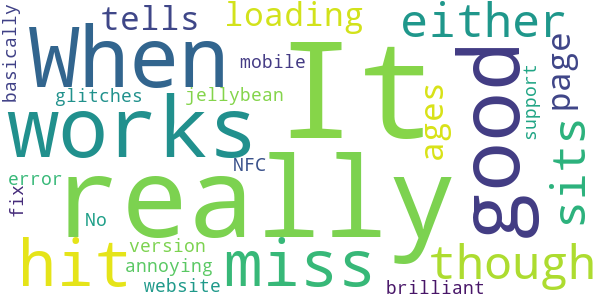 basically
tells
loading
either
When
mobile
glitches
jellybean
It
good
page
support
works
ages
sits
NFC
really
error
fix
No
hit
version
annoying
website
miss
though
brilliant